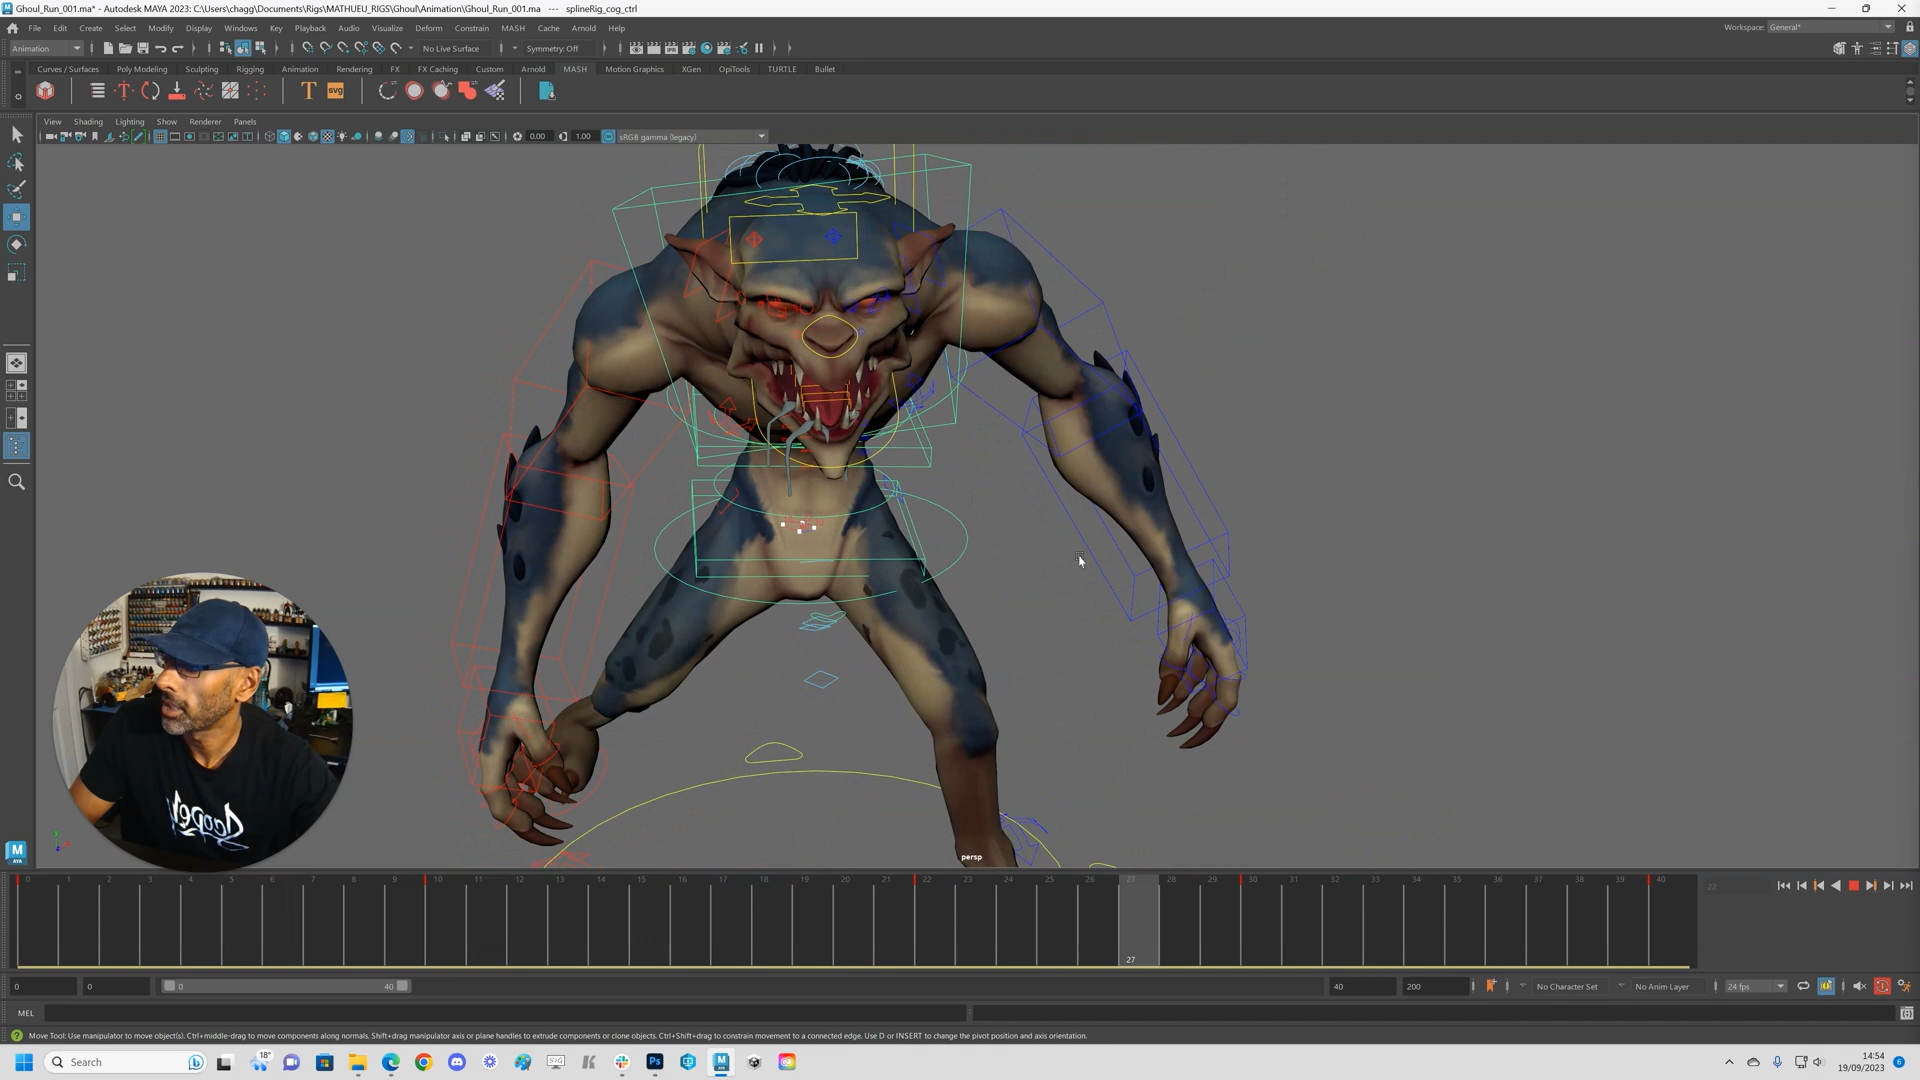 Ghoul_Run_001.ma* - Autodesk MAYA 2023: C:\Users\chagg\Documents\Rigs\MATHUEU_RIGS\Ghoul\Animation\Ghoul_Run_001.ma --- splineRig_cog_ctrl
File Edit Create Select Modify Display Windows Key Playback Audio Visualize Deform Constrain MASH Cache Arnold Help
Workspace: General*
Animation No Live Surface Symmetry: Off
Curves / Surfaces Poly Modeling Sculpting Rigging Animation Rendering FX FX Caching Custom Arnold MASH Motion Graphics XGen OpiTools TURTLE Bullet
T T svg
View Shading Lighting Show Renderer Panels
0.00 1.00 sRGB gamma (legacy)
persp
0 1 2 3 4 5 6 7 8 9 10 11 12 13 14 15 16 17 18 19 20 21 22 23 24 25 26 27 28 29 30 31 32 33 34 35 36 37 38 39 40
22
27
0 0 0 40 40 200 No Character Set No Anim Layer 24 fps
MEL
Move Tool: Use manipulator to move object(s). Ctrl+middle-drag to move components along normals. Shift+drag manipulator axis or plane handles to extrude components or clone objects. Ctrl+Shift+drag to constrain movement to a connected edge. Use D or INSERT to change the pivot position and axis orientation.
Search 18° Ps M 14:54
19/09/2023 6